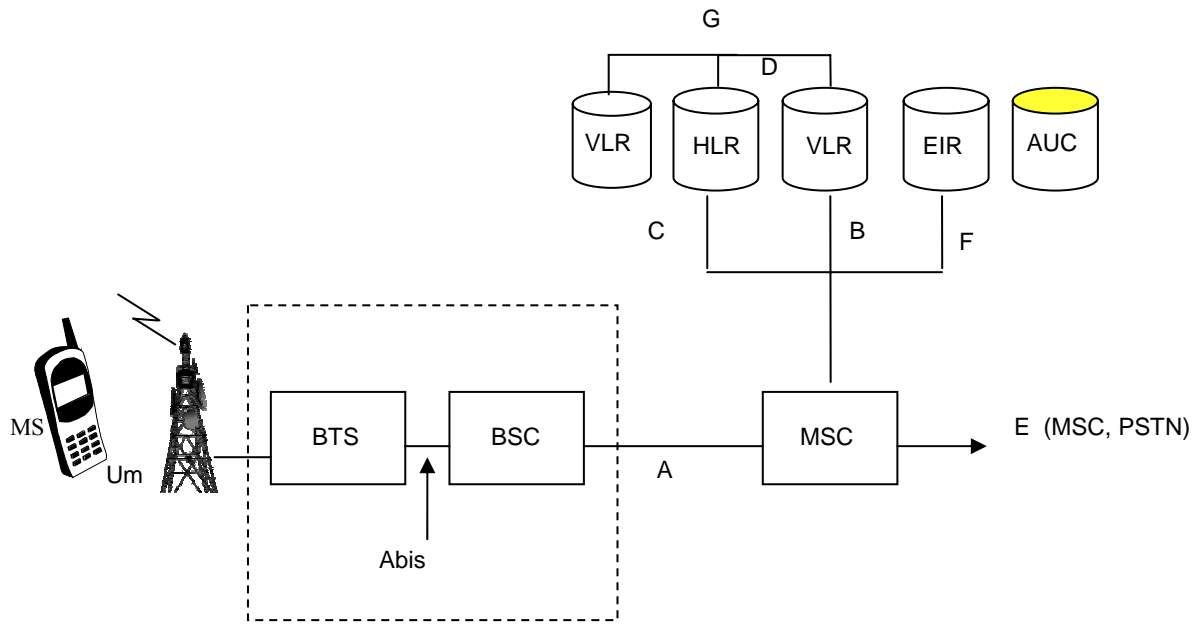 G
D
VLR
HLR
VLR
EIR
AUC
C
B
F
MS
Um
BTS
BSC
MSC
E (MSC, PSTN)
A
Abis